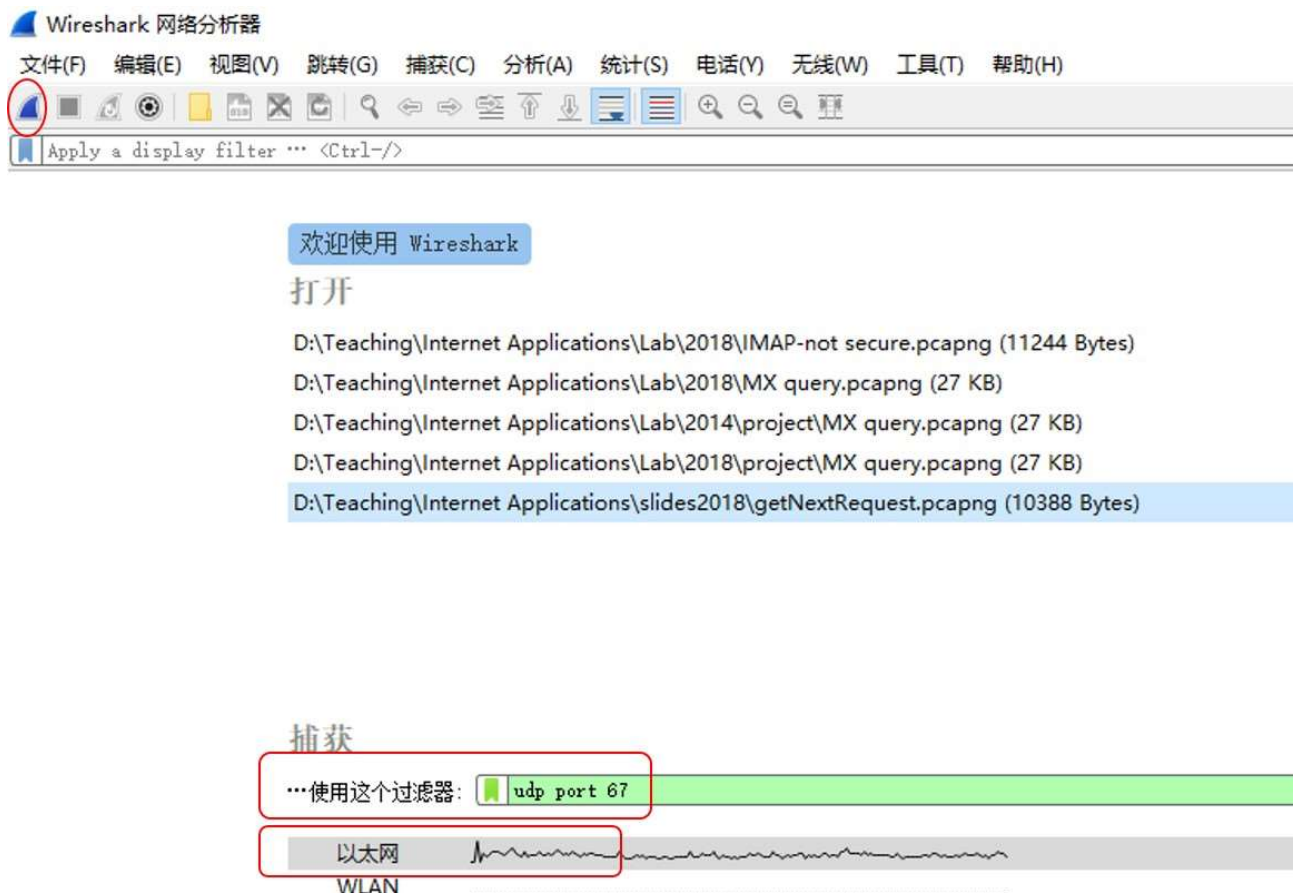 Wireshark 网络分析器
文件(F) 编辑(E) 视图(V) 跳转(G) 捕获(C) 分析(A) 统计(S) 电话(Y) 无线(W) 工具(T) 帮助(H)
Apply a display filter … <Ctrl-/>
欢迎使用 Wireshark
打开
D:\Teaching\Internet Applications\Lab\2018\IMAP-not secure.pcapng (11244 Bytes)
D:\Teaching\Internet Applications\Lab\2018\MX query.pcapng (27 KB)
D:\Teaching\Internet Applications\Lab\2014\project\MX query.pcapng (27 KB)
D:\Teaching\Internet Applications\Lab\2018\project\MX query.pcapng (27 KB)
D:\Teaching\Internet Applications\slides2018\getNextRequest.pcapng (10388 Bytes)
捕获
…使用这个过滤器: udp port 67
以太网
WLAN